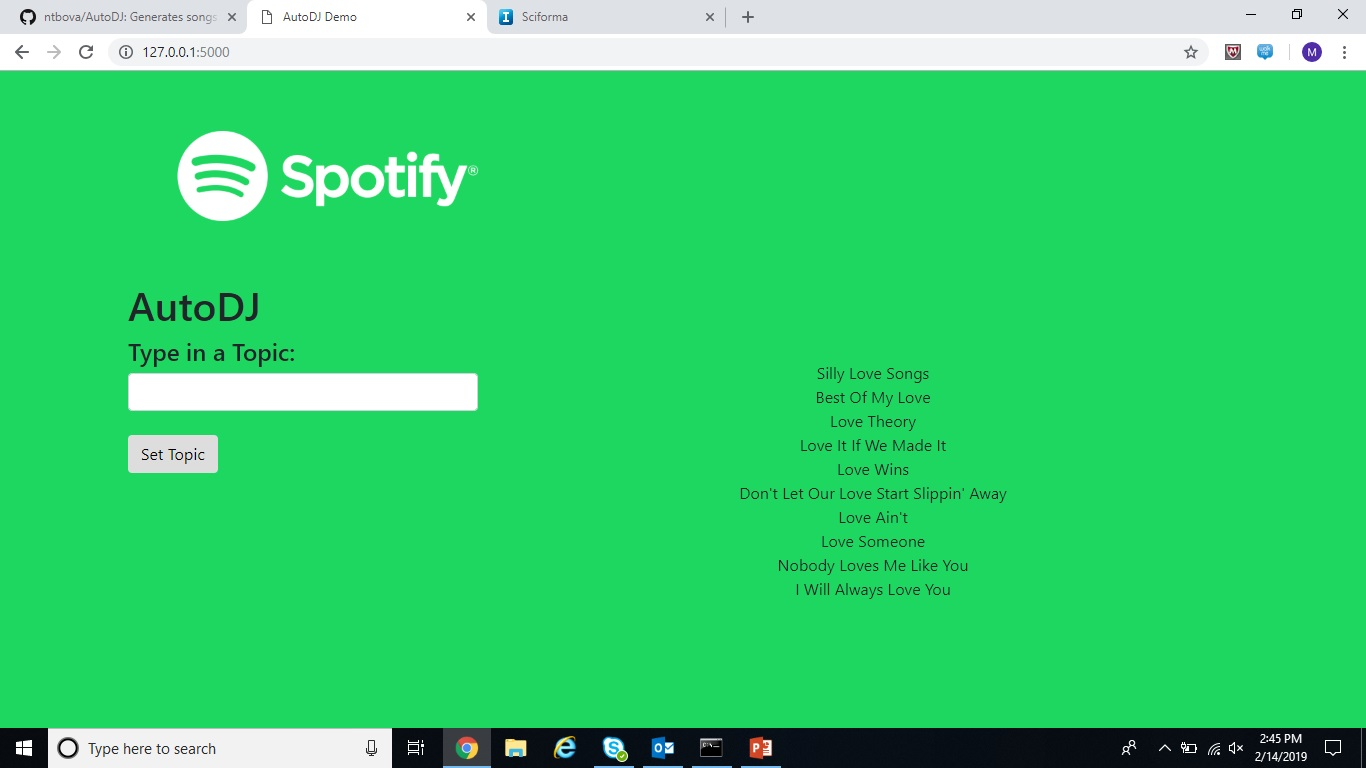 ntbova/AutoDJ: Generates songs
AutoDJ Demo
Sciforma
127.0.0.1:5000
M
Spotify®
AutoDJ
Type in a Topic:
Set Topic
Silly Love Songs
Best Of My Love
Love Theory
Love It If We Made It
Love Wins
Don't Let Our Love Start Slippin' Away
Love Ain't
Love Someone
Nobody Loves Me Like You
I Will Always Love You
Type here to search
2:45 PM
2/14/2019